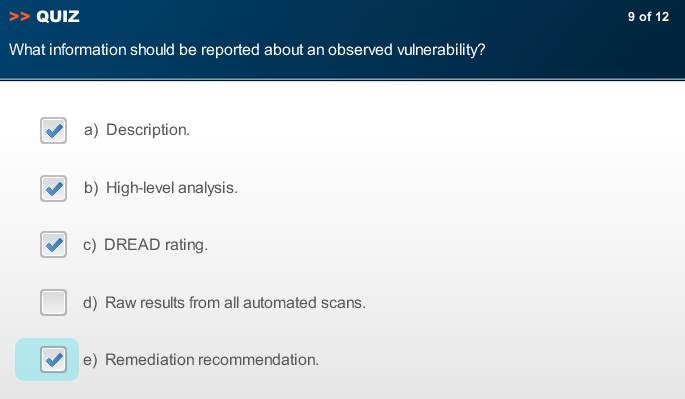 >> QUIZ
9 of 12
What information should be reported about an observed vulnerability?
a) Description.
b) High-level analysis.
c) DREAD rating.
d) Raw results from all automated scans.
e) Remediation recommendation.